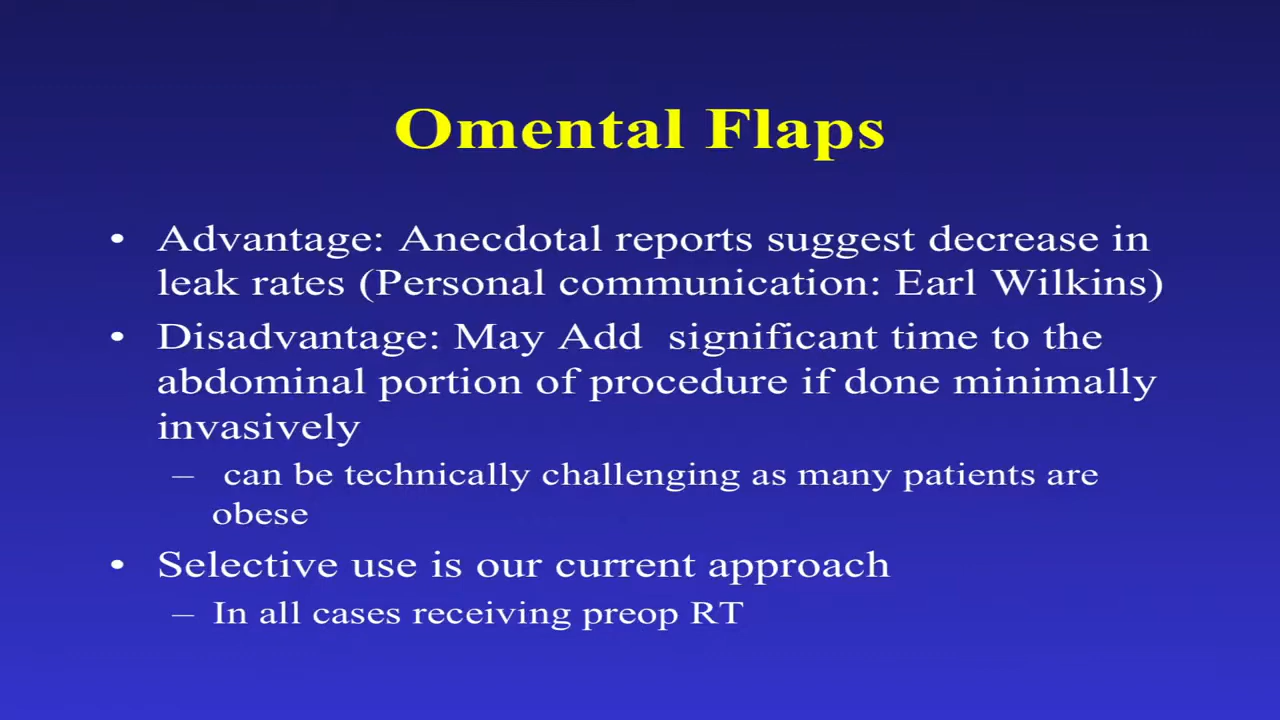 Omental Flaps
• Advantage: Anecdotal reports suggest decrease in
leak rates (Personal communication: Earl Wilkins)
• Disadvantage: May Add  significant time to the
abdominal portion of procedure if done minimally
invasively
– can be technically challenging as many patients are
obese
• Selective use is our current approach
– In all cases receiving preop RT